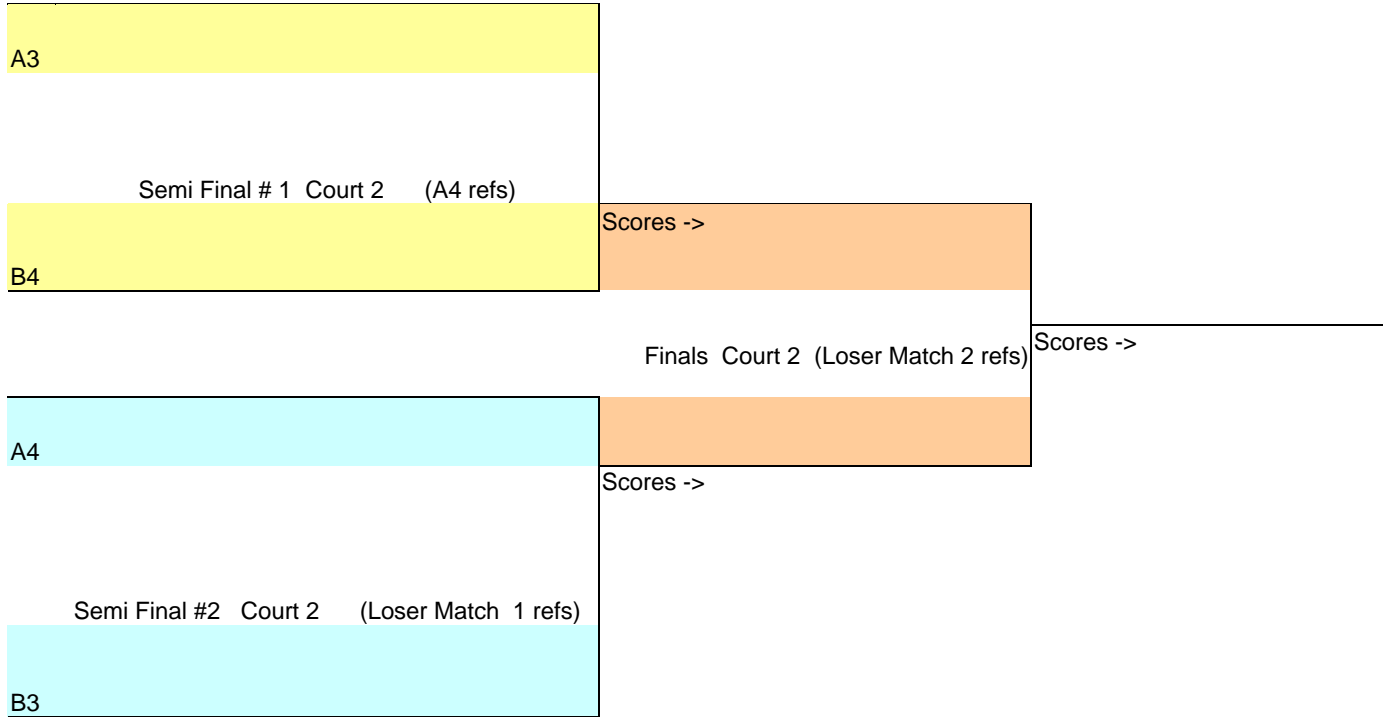 A3
Semi Final # 1  Court 2     (A4 refs)
Scores ->
B4
Finals  Court 2  (Loser Match 2 refs)
Scores ->
A4
Scores ->
Semi Final #2   Court 2     (Loser Match  1 refs)
B3